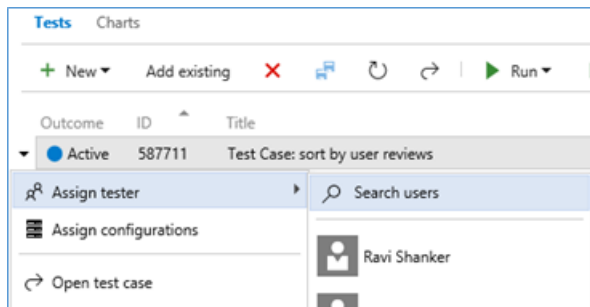 Tests Charts
New Add existing Run
Outcome ID Title
Active 587711 Test Case: sort by user reviews
Assign tester Search users
Assign configurations
Ravi Shanker
Open test case